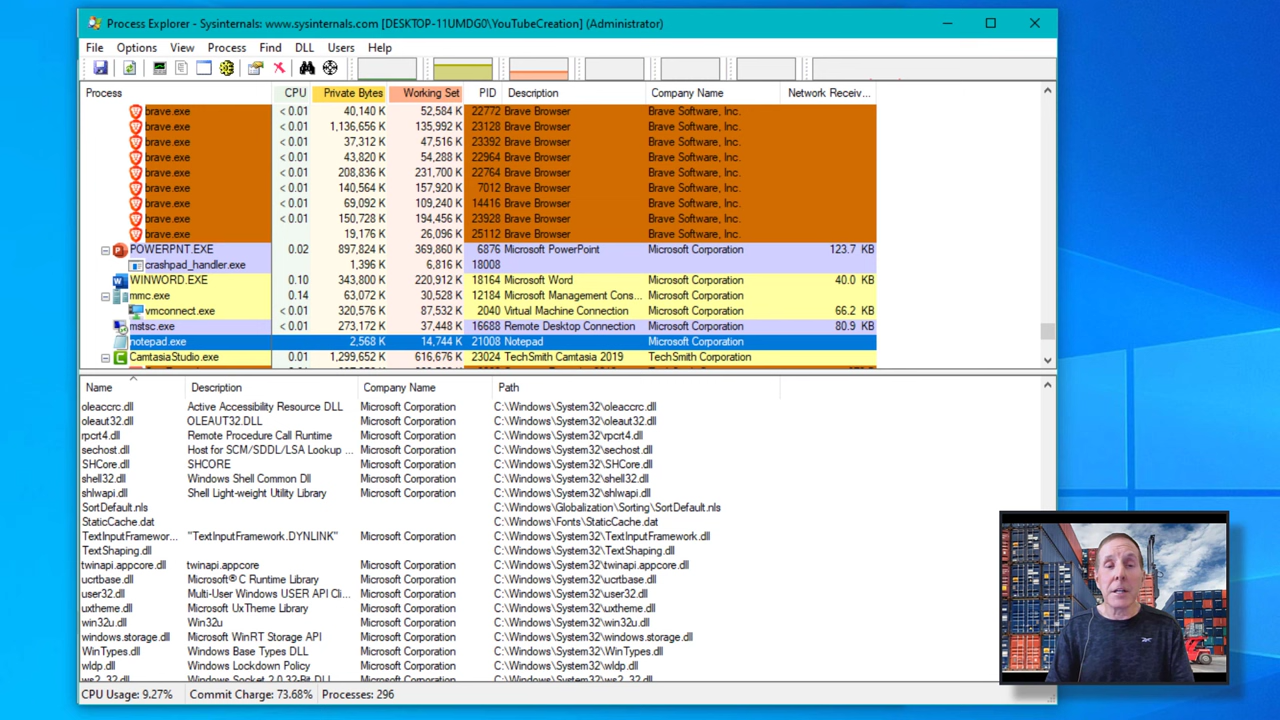 Process Explorer - Sysinternals: www.sysinternals.com [DESKTOP-11UMDG0\YouTubeCreation] (Administrator)
File Options View Process Find DLL Users Help
Process CPU Private Bytes Working Set PID Description Company Name Network Receiv...
brave.exe < 0.01 40,140 K 52,584 K 22772 Brave Browser Brave Software, Inc.
brave.exe < 0.01 1,136,656 K 135,992 K 23128 Brave Browser Brave Software, Inc.
brave.exe < 0.01 37,312 K 47,516 K 23392 Brave Browser Brave Software, Inc.
brave.exe < 0.01 43,820 K 54,288 K 22964 Brave Browser Brave Software, Inc.
brave.exe < 0.01 208,836 K 231,700 K 22764 Brave Browser Brave Software, Inc.
brave.exe < 0.01 140,564 K 157,920 K 7012 Brave Browser Brave Software, Inc.
brave.exe < 0.01 69,092 K 109,240 K 14416 Brave Browser Brave Software, Inc.
brave.exe < 0.01 150,728 K 194,456 K 23928 Brave Browser Brave Software, Inc.
brave.exe 19,176 K 26,096 K 25112 Brave Browser Brave Software, Inc.
POWERPNT.EXE 0.02 897,824 K 369,860 K 6876 Microsoft PowerPoint Microsoft Corporation 123.7 KB
crashpad_handler.exe 1,396 K 6,816 K 18008
WINWORD.EXE 0.10 343,800 K 220,912 K 18164 Microsoft Word Microsoft Corporation 40.0 KB
mmc.exe 0.14 63,072 K 30,528 K 12184 Microsoft Management Cons... Microsoft Corporation
vmconnect.exe < 0.01 320,576 K 87,532 K 2040 Virtual Machine Connection Microsoft Corporation 66.2 KB
mstsc.exe < 0.01 273,172 K 37,448 K 16688 Remote Desktop Connection Microsoft Corporation 80.9 KB
notepad.exe 2,568 K 14,744 K 21008 Notepad Microsoft Corporation
CamtasiaStudio.exe 0.01 1,299,652 K 616,676 K 23024 TechSmith Camtasia 2019 TechSmith Corporation
Name Description Company Name Path
oleaccrc.dll Active Accessibility Resource DLL Microsoft Corporation C:\Windows\System32\oleaccrc.dll
oleaut32.dll OLEAUT32.DLL Microsoft Corporation C:\Windows\System32\oleaut32.dll
rpcrt4.dll Remote Procedure Call Runtime Microsoft Corporation C:\Windows\System32\rpcrt4.dll
sechost.dll Host for SCM/SDDL/LSA Lookup ... Microsoft Corporation C:\Windows\System32\sechost.dll
SHCore.dll SHCORE Microsoft Corporation C:\Windows\System32\SHCore.dll
shell32.dll Windows Shell Common Dll Microsoft Corporation C:\Windows\System32\shell32.dll
shlwapi.dll Shell Light-weight Utility Library Microsoft Corporation C:\Windows\System32\shlwapi.dll
SortDefault.nls C:\Windows\Globalization\Sorting\SortDefault.nls
StaticCache.dat C:\Windows\Fonts\StaticCache.dat
TextInputFramewor... "TextInputFramework.DYNLINK" Microsoft Corporation C:\Windows\System32\TextInputFramework.dll
TextShaping.dll C:\Windows\System32\TextShaping.dll
twinapi.appcore.dll twinapi.appcore Microsoft Corporation C:\Windows\System32\twinapi.appcore.dll
ucrtbase.dll Microsoft® C Runtime Library Microsoft Corporation C:\Windows\System32\ucrtbase.dll
user32.dll Multi-User Windows USER API Cli... Microsoft Corporation C:\Windows\System32\user32.dll
uxtheme.dll Microsoft UxTheme Library Microsoft Corporation C:\Windows\System32\uxtheme.dll
win32u.dll Win32u Microsoft Corporation C:\Windows\System32\win32u.dll
windows.storage.dll Microsoft WinRT Storage API Microsoft Corporation C:\Windows\System32\windows.storage.dll
WinTypes.dll Windows Base Types DLL Microsoft Corporation C:\Windows\System32\WinTypes.dll
wldp.dll Windows Lockdown Policy Microsoft Corporation C:\Windows\System32\wldp.dll
ws2_32.dll Windows Socket 2.0 32-Bit DLL Microsoft Corporation C:\Windows\System32\ws2_32.dll
CPU Usage: 9.27% Commit Charge: 73.68% Processes: 296